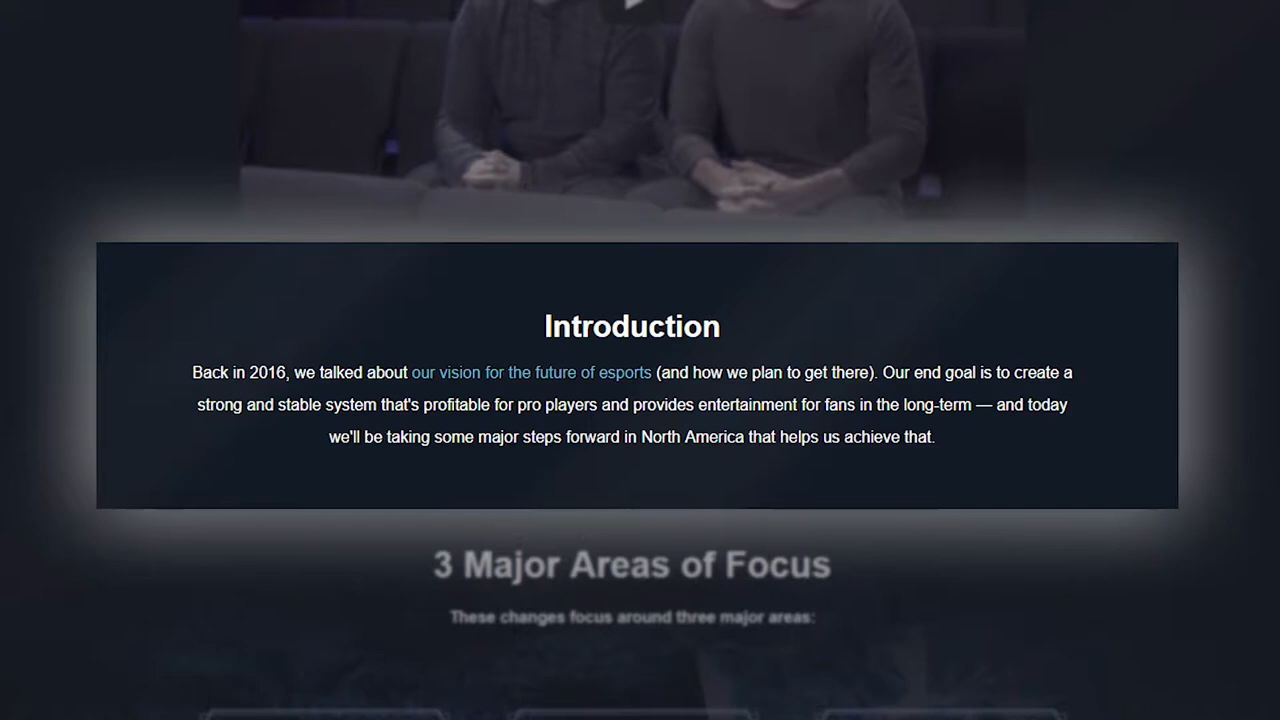 Introduction
Back in 2016, we talked about our vision for the future of esports (and how we plan to get there). Our end goal is to create a
strong and stable system that's profitable for pro players and provides entertainment for fans in the long-term — and today
we'll be taking some major steps forward in North America that helps us achieve that.
3 Major Areas of Focus
These changes focus around three major areas: